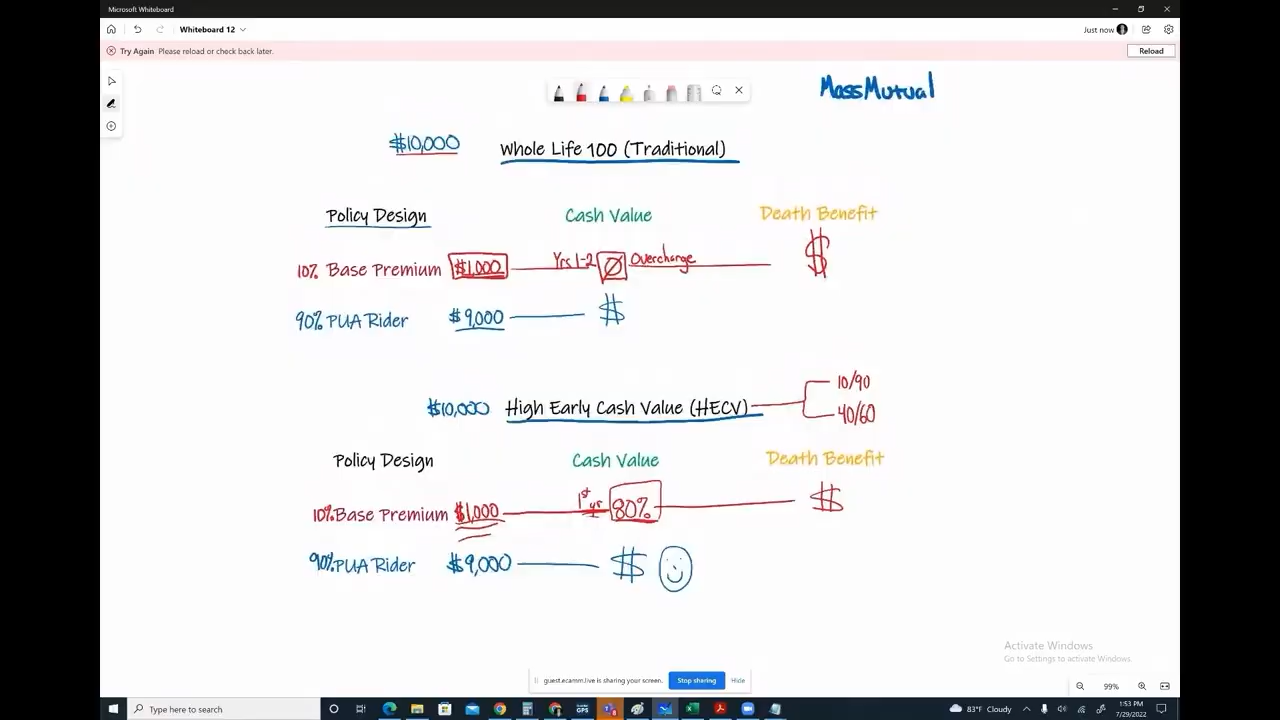 Microsoft Whiteboard
Whiteboard 12
Just now
Try Again Please reload or check back later.
Reload
MassMutual
$10,000
Whole Life 100 (Traditional)
Policy Design
Cash Value
Death Benefit
10% Base Premium $1,000 Yrs 1-2 Ø Overcharge $
90% PUA Rider $9,000 $
$10,000 High Early Cash Value (HECV)
10/90
40/60
Policy Design
Cash Value
Death Benefit
10% Base Premium $1,000 1st yr 80% $
90% PUA Rider $9,000 $
Activate Windows
Go to Settings to activate Windows.
guest.ecamm.live is sharing your screen. Stop sharing Hide
99%
Type here to search
83°F Cloudy
1:53 PM
7/29/2022